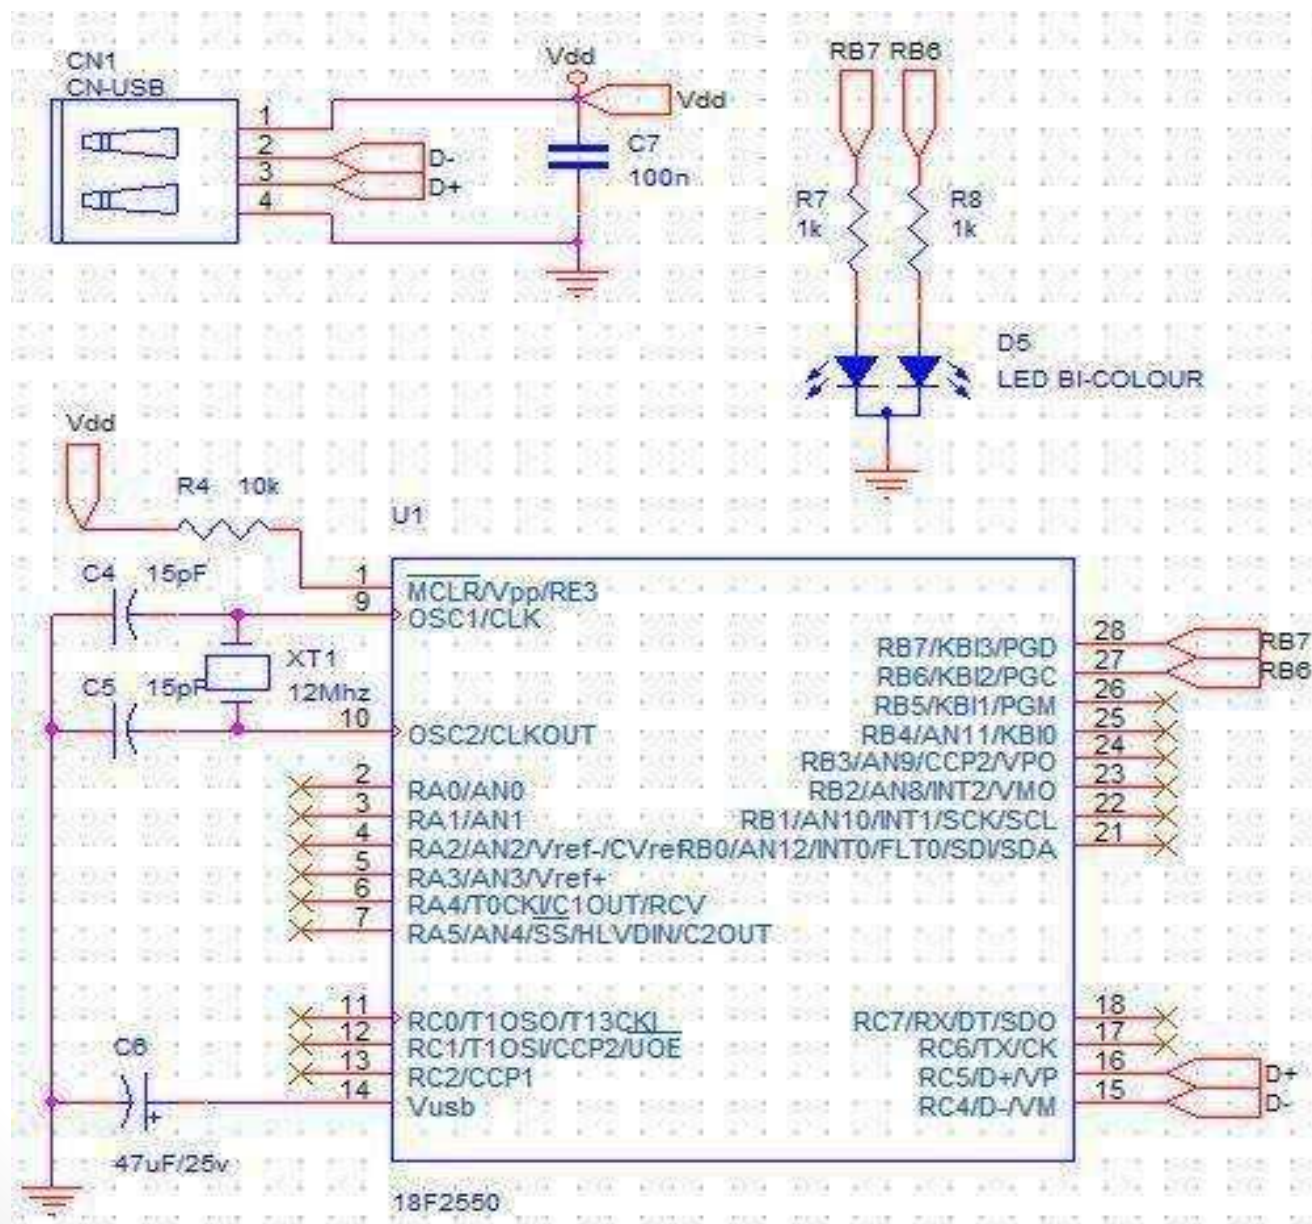 CN1
CN-USB
1
2
3
4
D-
D+
Vdd
Vdd
C7
100n
RB7 RB6
R7
1k
R8
1k
D5
LED BI-COLOUR
Vdd
R4 10k
U1
C4 15pF
C5 15pF
XT1
12Mhz
1
9
10
2
3
4
5
6
7
11
12
13
14
MCLR/Vpp/RE3
OSC1/CLK
OSC2/CLKOUT
RA0/AN0
RA1/AN1
RA2/AN2/Vref-/CVref
RA3/AN3/Vref+
RA4/T0CKI/C1OUT/RCV
RA5/AN4/SS/HLVDIN/C2OUT
RC0/T1OSO/T13CKI
RC1/T1OSI/CCP2/UOE
RC2/CCP1
Vusb
RB7/KBI3/PGD
RB6/KBI2/PGC
RB5/KBI1/PGM
RB4/AN11/KBI0
RB3/AN9/CCP2/VPO
RB2/AN8/INT2/VMO
RB1/AN10/INT1/SCK/SCL
RB0/AN12/INT0/FLT0/SDI/SDA
RC7/RX/DT/SDO
RC6/TX/CK
RC5/D+/VP
RC4/D-/VM
28
27
26
25
24
23
22
21
18
17
16
15
RB7
RB6
D+
D-
C6
+
47uF/25v
18F2550